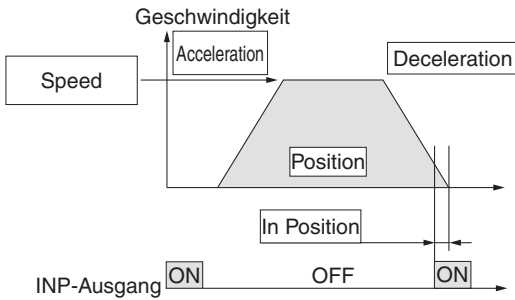 Geschwindigkeit
Acceleration
Deceleration
Speed
Position
In Position
INP-Ausgang
ON
OFF
ON